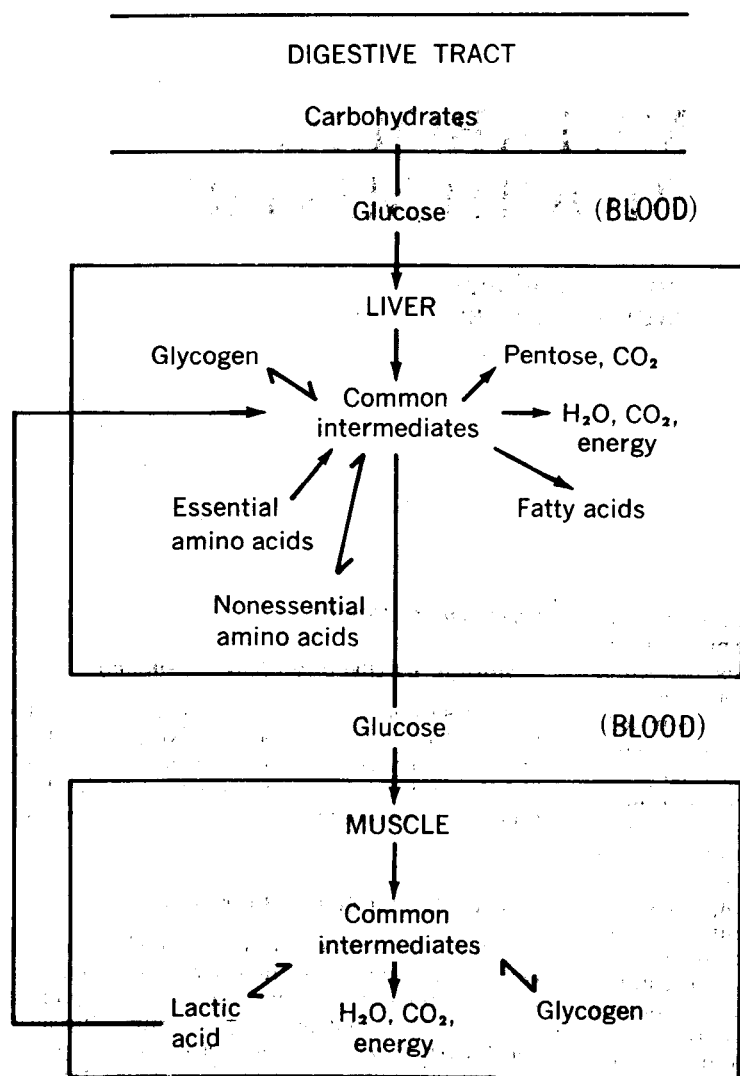 DIGESTIVE TRACT
Carbohydrates
Glucose
(BLOOD)
LIVER
Glycogen
Pentose, CO₂
Common
intermediates
H₂O, CO₂,
energy
Essential
amino acids
Fatty acids
Nonessential
amino acids
Glucose
(BLOOD)
MUSCLE
Common
intermediates
Lactic
acid
H₂O, CO₂,
energy
Glycogen